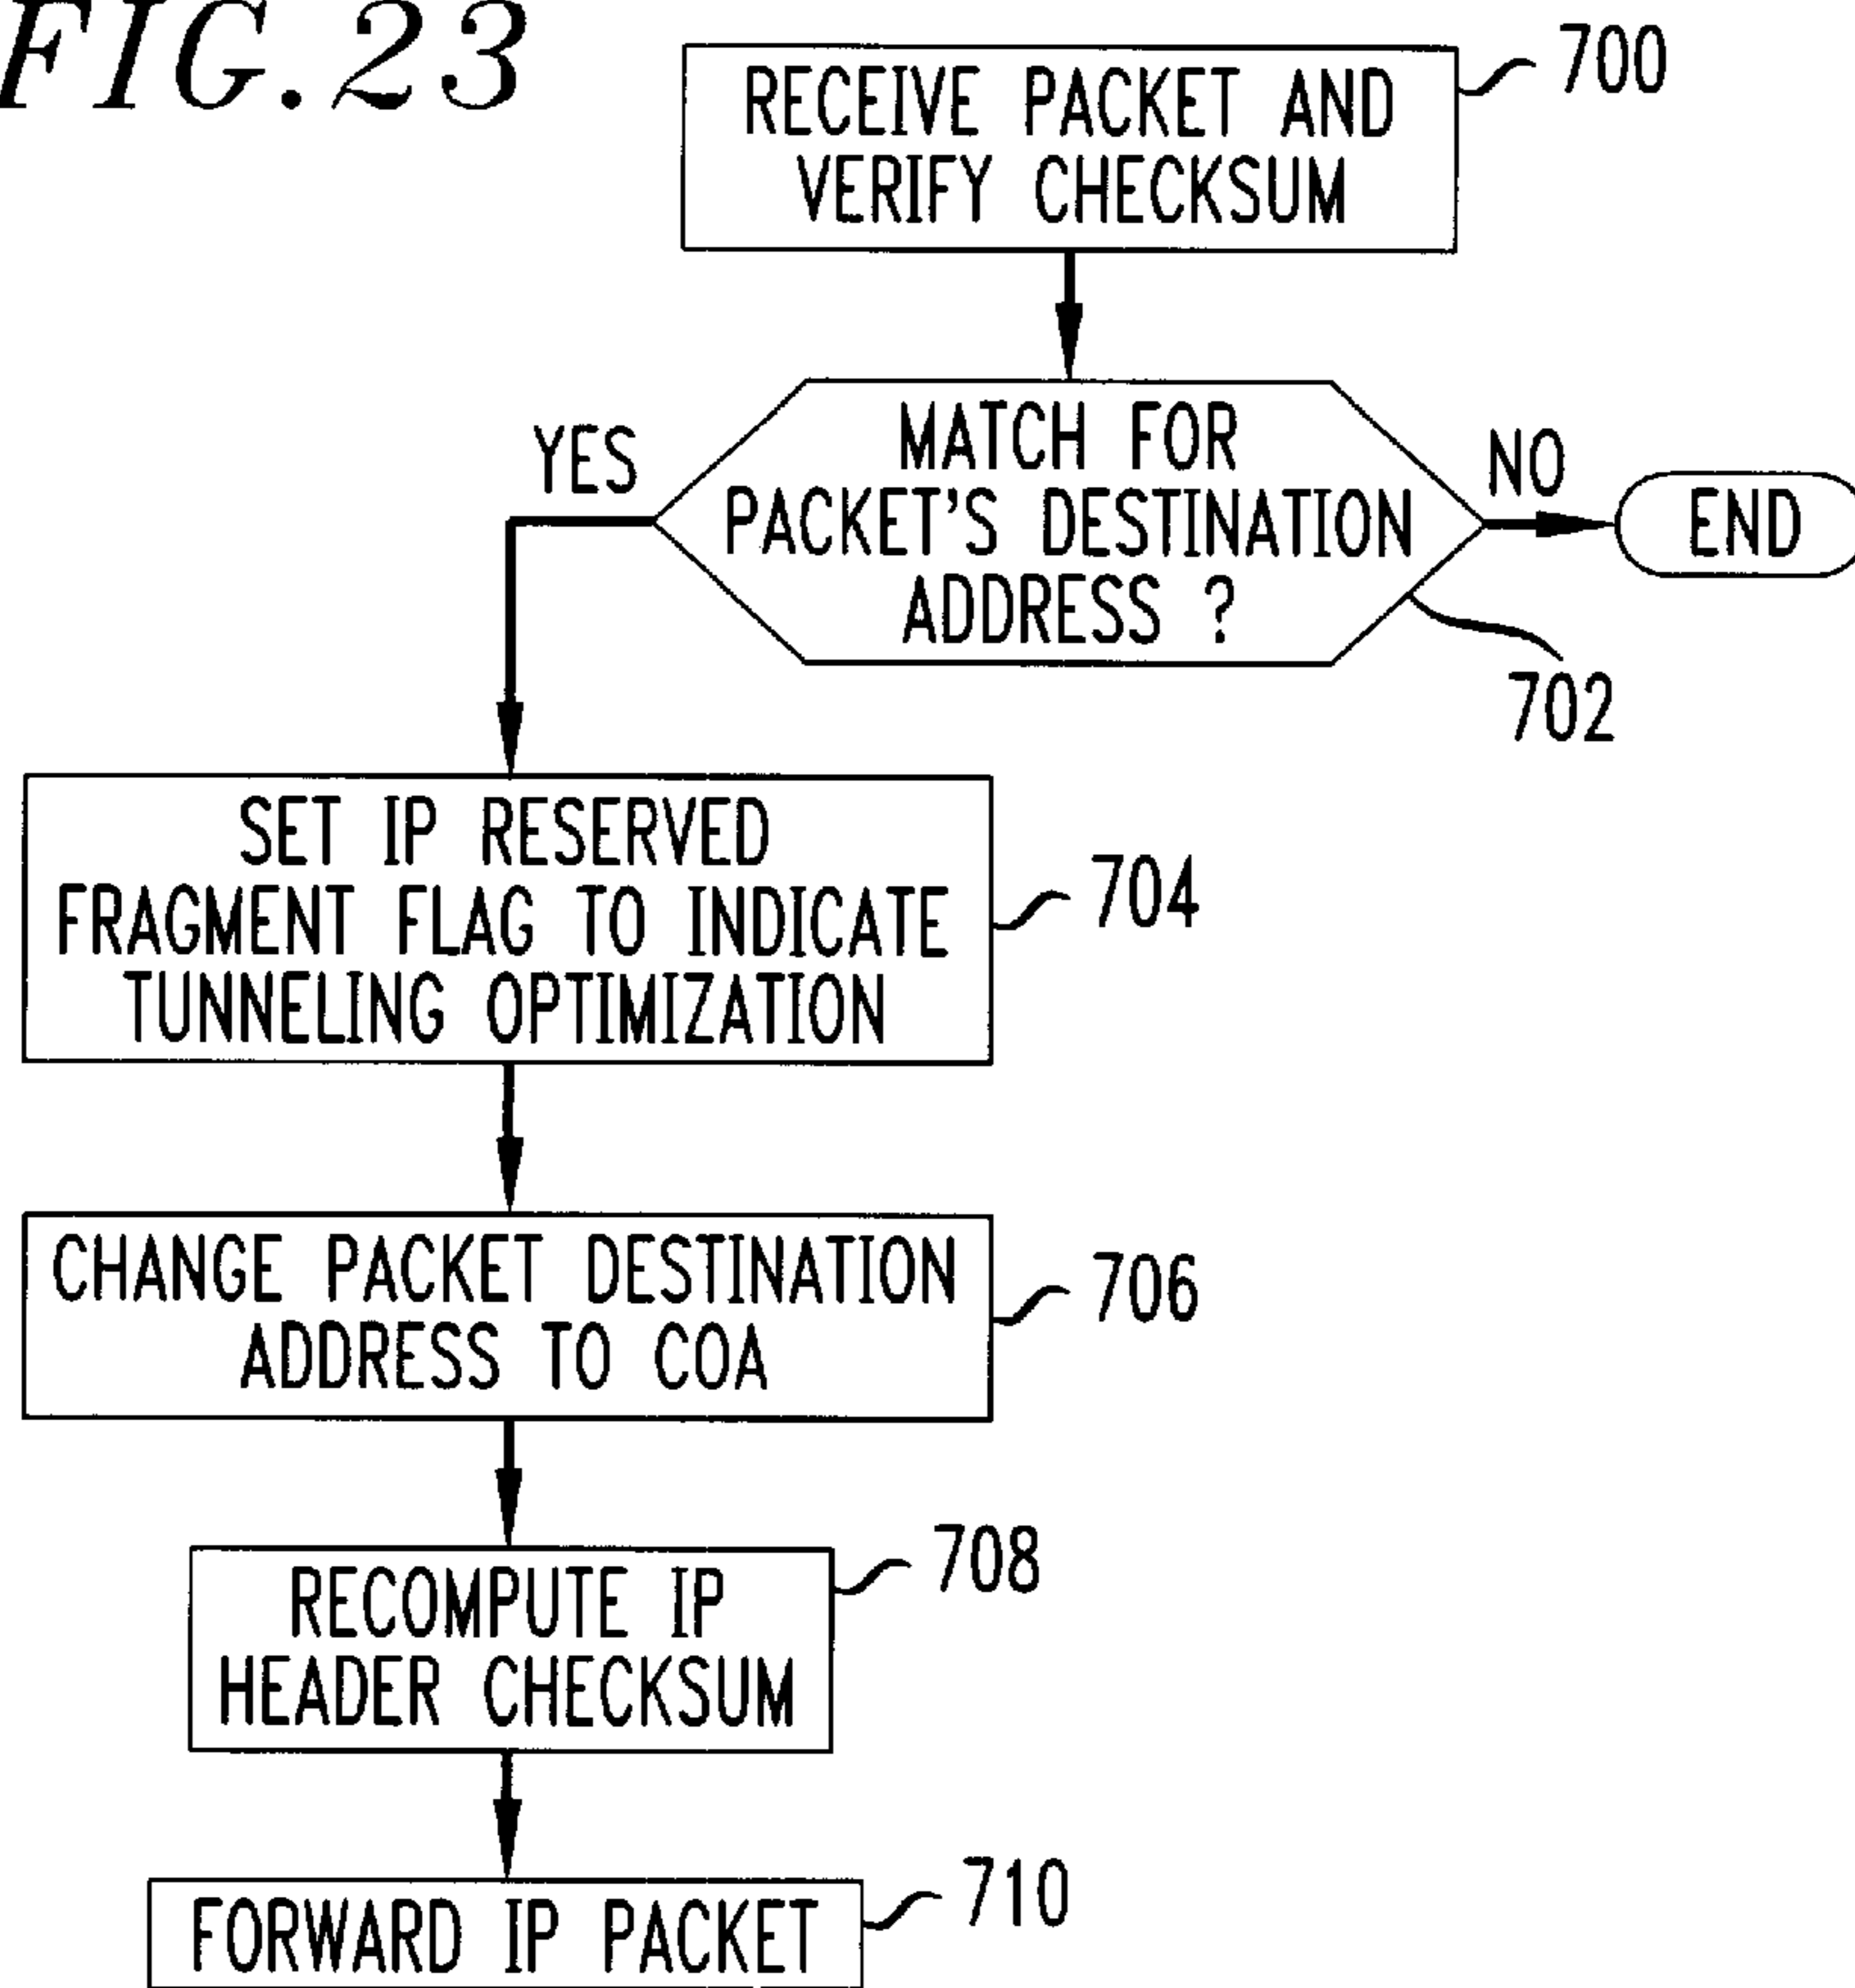 FIG. 23
RECEIVE PACKET AND
VERIFY CHECKSUM
700
MATCH FOR
PACKET'S DESTINATION
ADDRESS ?
YES
NO
END
702
SET IP RESERVED
FRAGMENT FLAG TO INDICATE
TUNNELING OPTIMIZATION
704
CHANGE PACKET DESTINATION
ADDRESS TO COA
706
RECOMPUTE IP
HEADER CHECKSUM
708
FORWARD IP PACKET
710